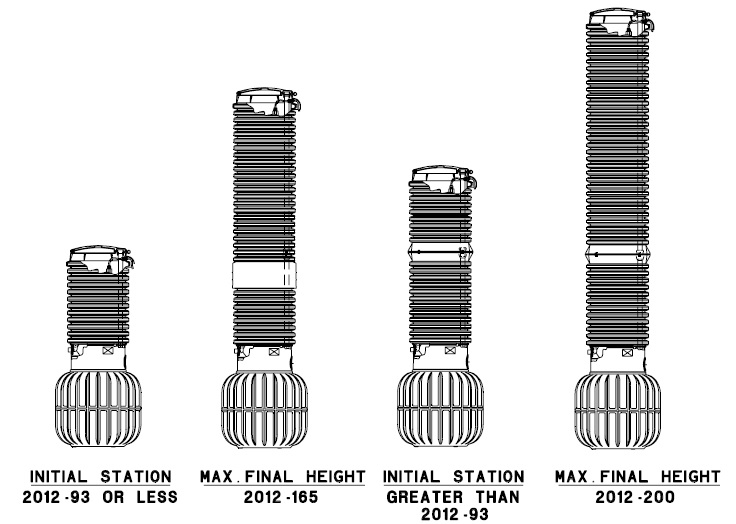 INITIAL STATION
2012-93 OR LESS
MAX. FINAL HEIGHT
2012-165
INITIAL STATION
GREATER THAN
2012-93
MAX. FINAL HEIGHT
2012-200